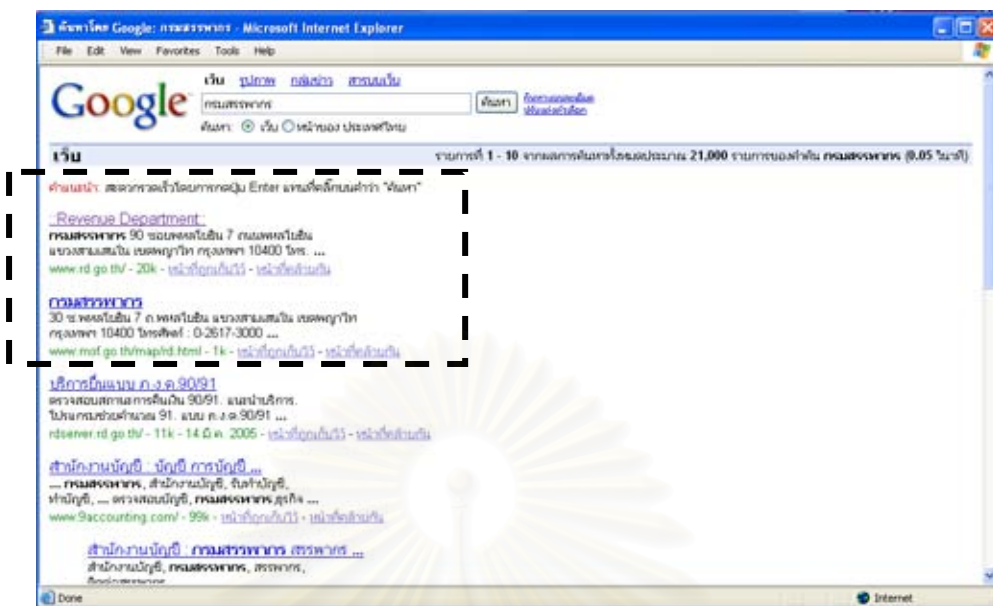 ค้นหาโดย Google: กรมสรรพากร - Microsoft Internet Explorer
File Edit View Favorites Tools Help
เว็บ รูปภาพ กลุ่มข่าว สารบบเว็บ
Google
กรมสรรพากร ค้นหา
ค้นหา: เว็บ หน้าของ ประเทศไทย
เว็บ รายการที่ 1 - 10 จากผลการค้นหาทั้งหมดประมาณ 21,000 รายการของคำค้น กรมสรรพากร (0.05 วินาที)
คำแนะนำ: สะดวกรวดเร็วโดยการกดปุ่ม Enter แทนที่คลิ๊กบนคำว่า "ค้นหา"
::Revenue Department::
กรมสรรพากร 90 ซอยพหลโยธิน 7 ถนนพหลโยธิน
แขวงสามเสนใน เขตพญาไท กรุงเทพฯ 10400 โทร. ...
www.rd.go.th/ - 20k - หน้าที่ถูกเก็บไว้ - หน้าที่คล้ายกัน
กรมสรรพากร
30 ซ.พหลโยธิน 7 ถ.พหลโยธิน แขวงสามเสนใน เขตพญาไท
กรุงเทพฯ 10400 โทรศัพท์ : 0-2617-3000 ...
www.mof.go.th/map/rd.html - 1k - หน้าที่ถูกเก็บไว้ - หน้าที่คล้ายกัน
บริการยื่นแบบ ภ.ง.ด.90/91
ตรวจสอบสถานะการคืนเงิน 90/91. แนะนำบริการ.
โปรแกรมช่วยคำนวณ 91. แบบ ภ.ง.ด.90/91 ...
rdserver.rd.go.th/ - 11k - 14 มี.ค. 2005 - หน้าที่ถูกเก็บไว้ - หน้าที่คล้ายกัน
สำนักงานบัญชี : บัญชี การบัญชี ...
... กรมสรรพากร, สำนักงานบัญชี, รับทำบัญชี,
ทำบัญชี, ... ตรวจสอบบัญชี, กรมสรรพากร,ธุรกิจ ...
www.9accounting.com/ - 99k - หน้าที่ถูกเก็บไว้ - หน้าที่คล้ายกัน
สำนักงานบัญชี : กรมสรรพากร สรรพากร ...
สำนักงานบัญชี, กรมสรรพากร, สรรพากร,
Done Internet